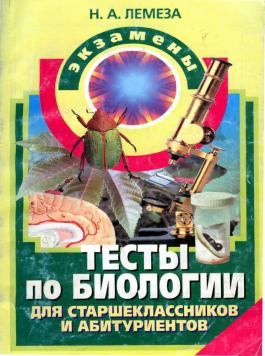 Н. А. ЛЕМЕЗА
экзамены
ТЕСТЫ
ПО БИОЛОГИИ
ДЛЯ СТАРШЕКЛАССНИКОВ
И АБИТУРИЕНТОВ